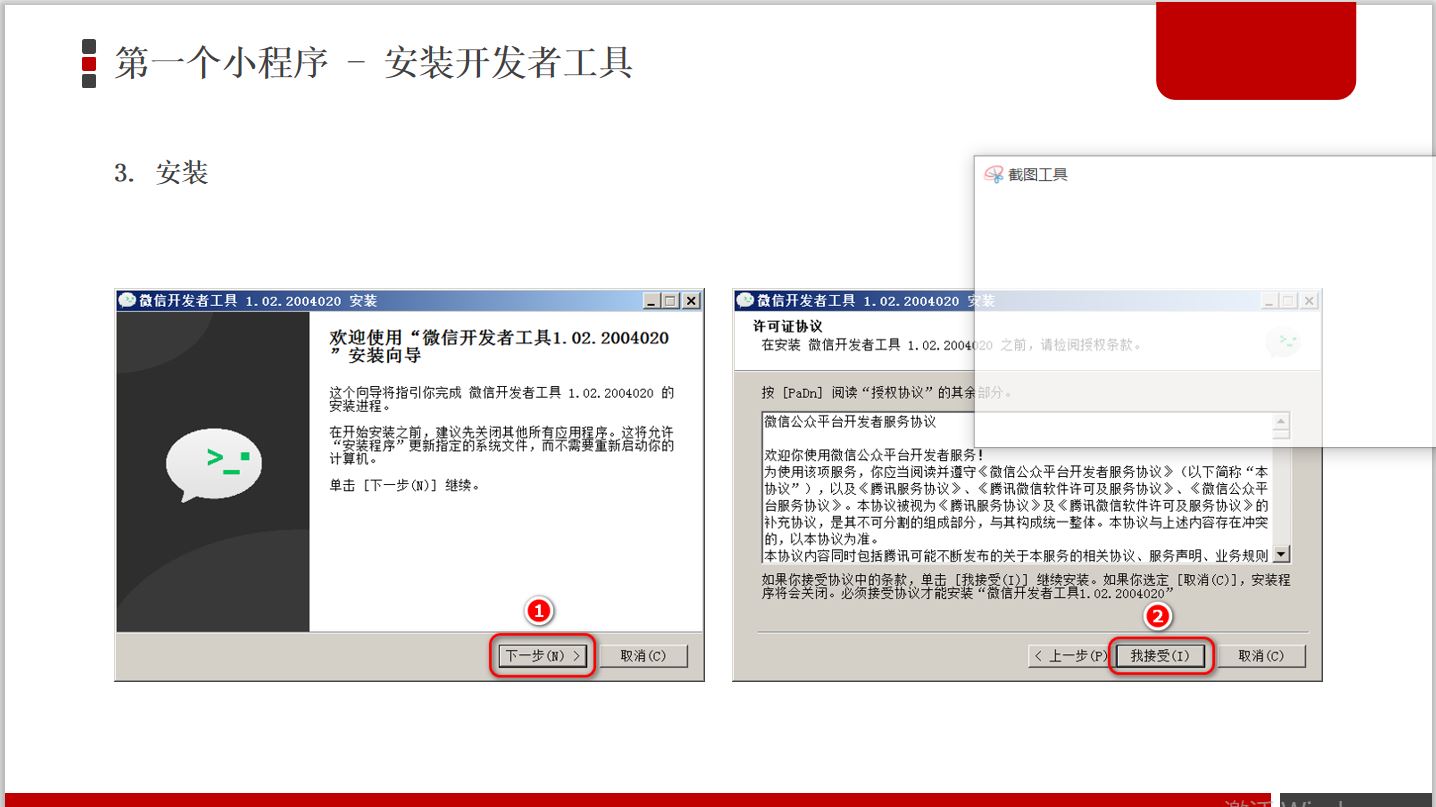 第一个小程序 - 安装开发者工具
3. 安装
截图工具
微信开发者工具 1.02.2004020 安装
欢迎使用“微信开发者工具1.02.2004020
”安装向导
这个向导将指引你完成 微信开发者工具 1.02.2004020 的
安装进程。
在开始安装之前,建议先关闭其他所有应用程序。这将允许
“安装程序”更新指定的系统文件,而不需要重新启动你的
计算机。
单击 [下一步(N)] 继续。
1
下一步(N) >
取消(C)
微信开发者工具 1.02.2004020 安装
许可证协议
在安装 微信开发者工具 1.02.2004020 之前,请检阅授权条款。
按 [PaDn] 阅读“授权协议”的其余部分。
微信公众平台开发者服务协议
欢迎你使用微信公众平台开发者服务!
为使用该项服务,你应当阅读并遵守《微信公众平台开发者服务协议》(以下简称“本
协议”),以及《腾讯服务协议》、《腾讯微信软件许可及服务协议》、《微信公众平
台服务协议》。本协议被视为《腾讯服务协议》及《腾讯微信软件许可及服务协议》的
补充协议,是其不可分割的组成部分,与其构成统一整体。本协议与上述内容存在冲突
的,以本协议为准。
本协议内容同时包括腾讯可能不断发布的关于本服务的相关协议、服务声明、业务规则
如果你接受协议中的条款,单击 [我接受(I)] 继续安装。如果你选定 [取消(C)],安装程
序将会关闭。必须接受协议才能安装“微信开发者工具1.02.2004020”
2
< 上一步(P)
我接受(I)
取消(C)